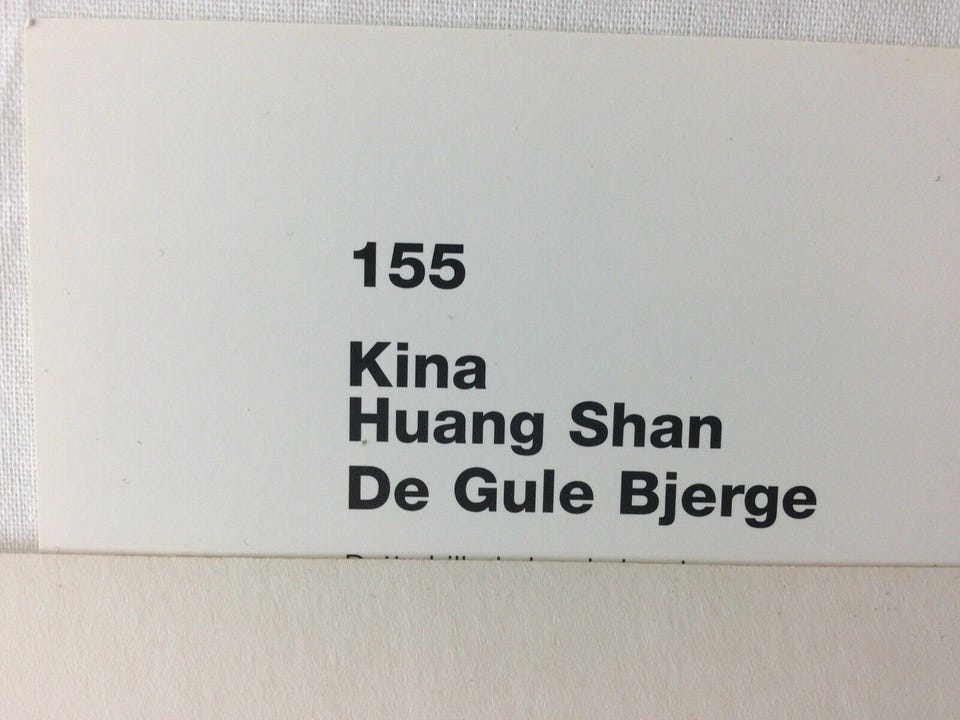 155
Kina
Huang Shan
De Gule Bjerge